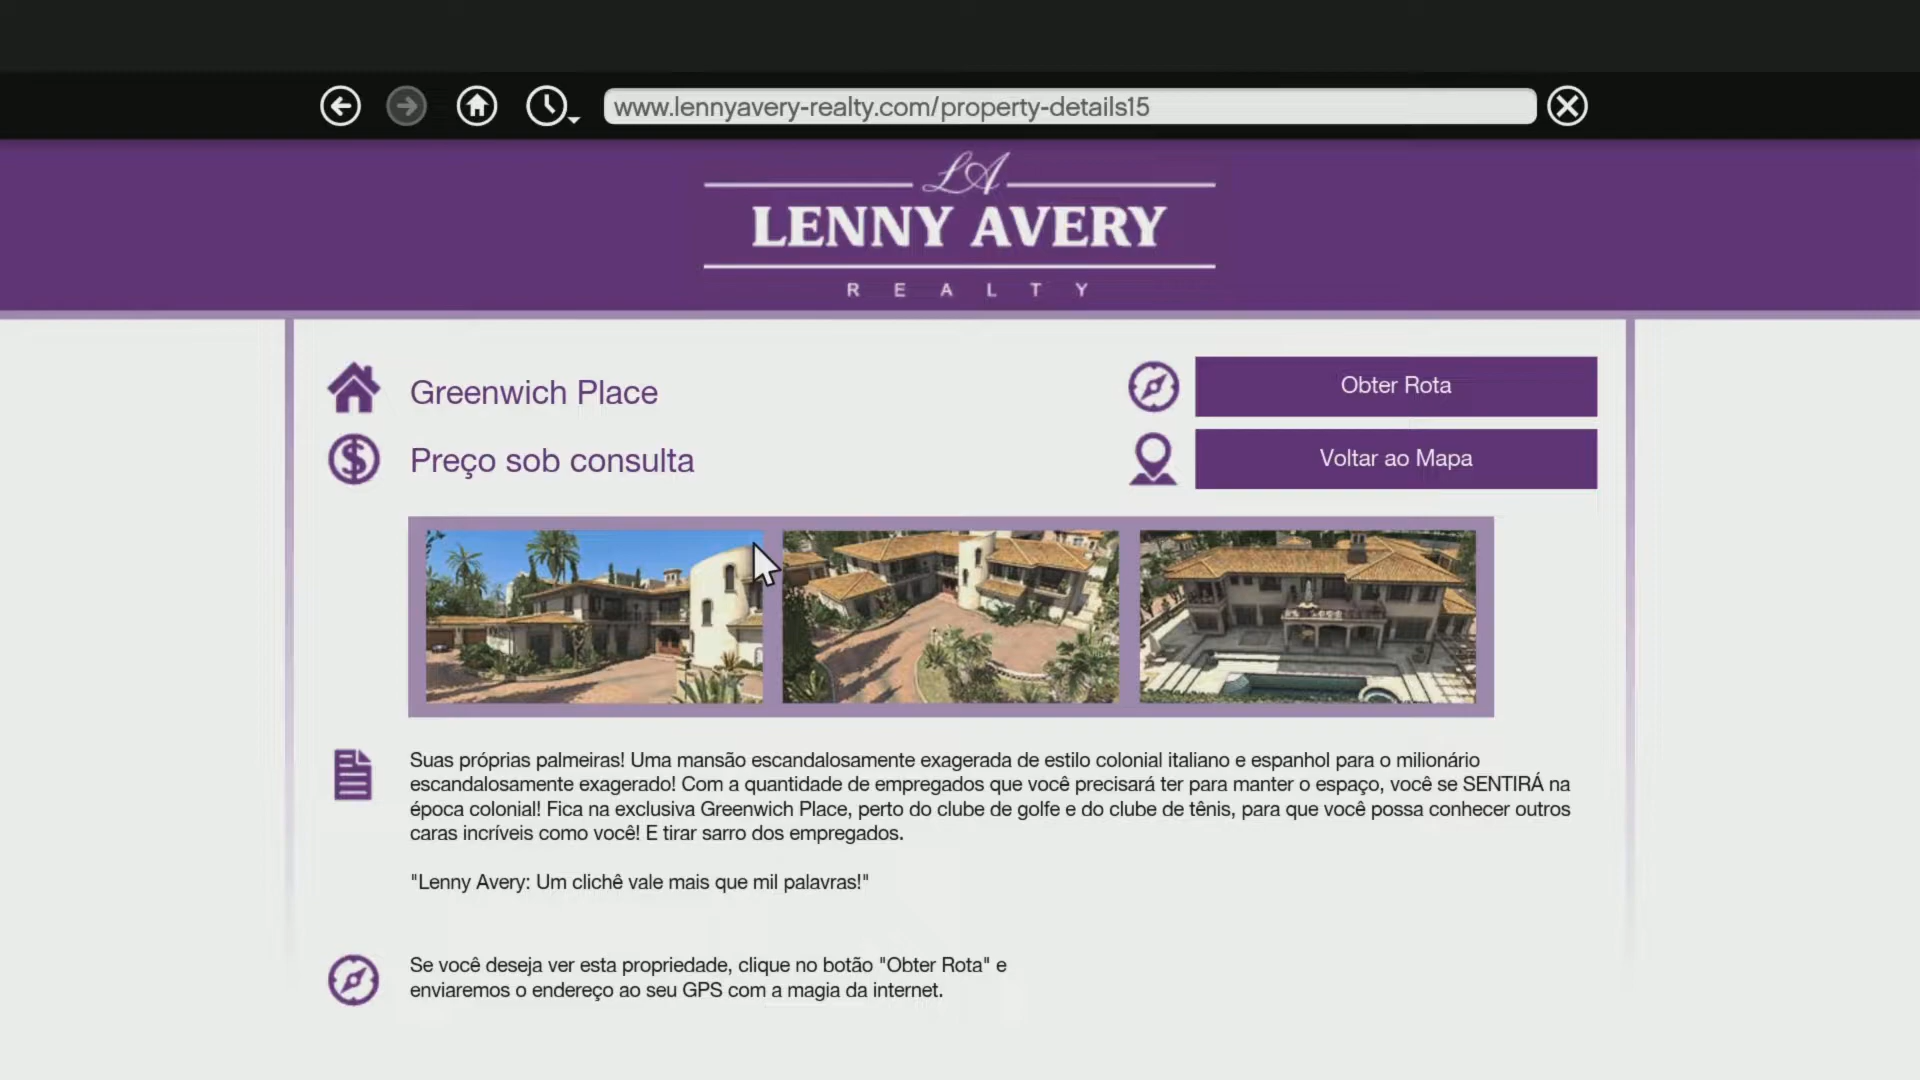 www.lennyavery-realty.com/property-details15
LA
LENNY AVERY
REALTY
Greenwich Place
Obter Rota
Preço sob consulta
Voltar ao Mapa
Suas próprias palmeiras! Uma mansão escandalosamente exagerada de estilo colonial italiano e espanhol para o milionário
escandalosamente exagerado! Com a quantidade de empregados que você precisará ter para manter o espaço, você se SENTIRÁ na
época colonial! Fica na exclusiva Greenwich Place, perto do clube de golfe e do clube de tênis, para que você possa conhecer outros
caras incríveis como você! E tirar sarro dos empregados.
"Lenny Avery: Um clichê vale mais que mil palavras!"
Se você deseja ver esta propriedade, clique no botão "Obter Rota" e
enviaremos o endereço ao seu GPS com a magia da internet.